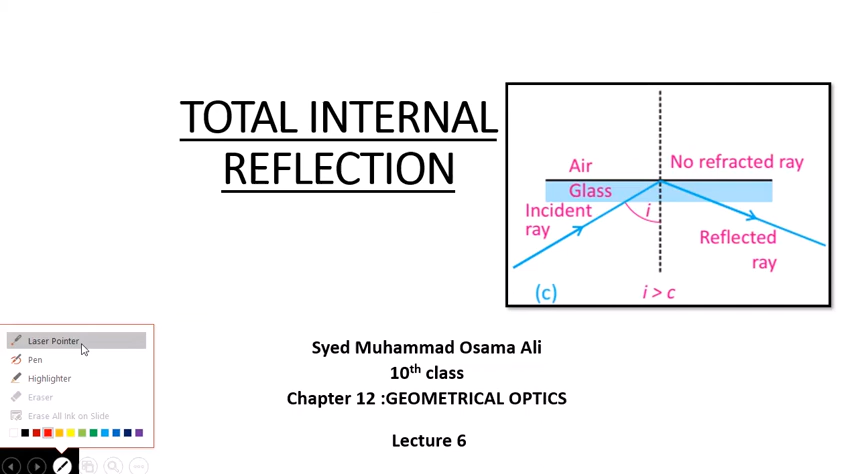 TOTAL INTERNAL
REFLECTION
Air
No refracted ray
Glass
Incident
ray
i
Reflected
ray
(c)
i > c
Syed Muhammad Osama Ali
10th class
Chapter 12 :GEOMETRICAL OPTICS
Lecture 6
Laser Pointer
Pen
Highlighter
Eraser
Erase All Ink on Slide